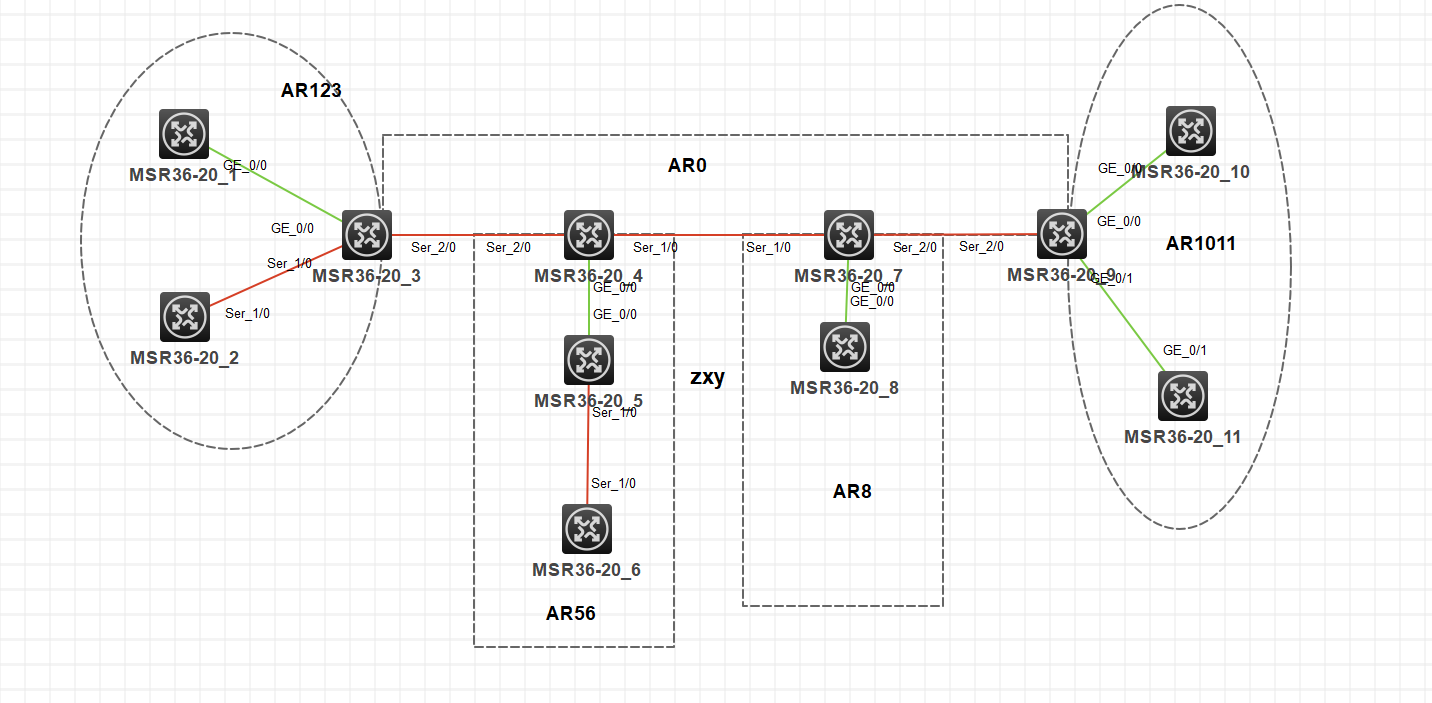 AR123
MSR36-20_1
GE_0/0
GE_0/0
Ser_1/0
MSR36-20_3
Ser_1/0
MSR36-20_2
AR0
Ser_2/0
Ser_2/0
MSR36-20_4
Ser_1/0
GE_0/0
GE_0/0
MSR36-20_5
Ser_1/0
Ser_1/0
MSR36-20_6
AR56
zxy
Ser_1/0
MSR36-20_7
Ser_2/0
GE_0/0
GE_0/0
MSR36-20_8
AR8
Ser_2/0
MSR36-20_9
GE_0/0
MSR36-20_10
GE_0/0
AR1011
GE_0/1
GE_0/1
MSR36-20_11